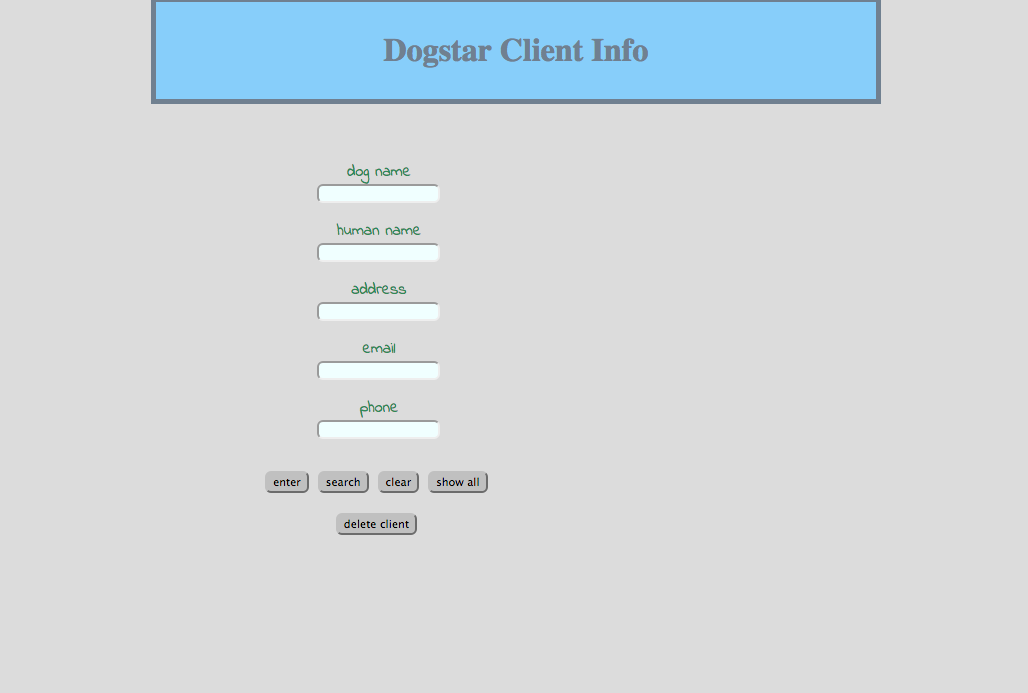 Dogstar Client Info
dog name
human name
address
email
phone
enter search clear show all
delete client